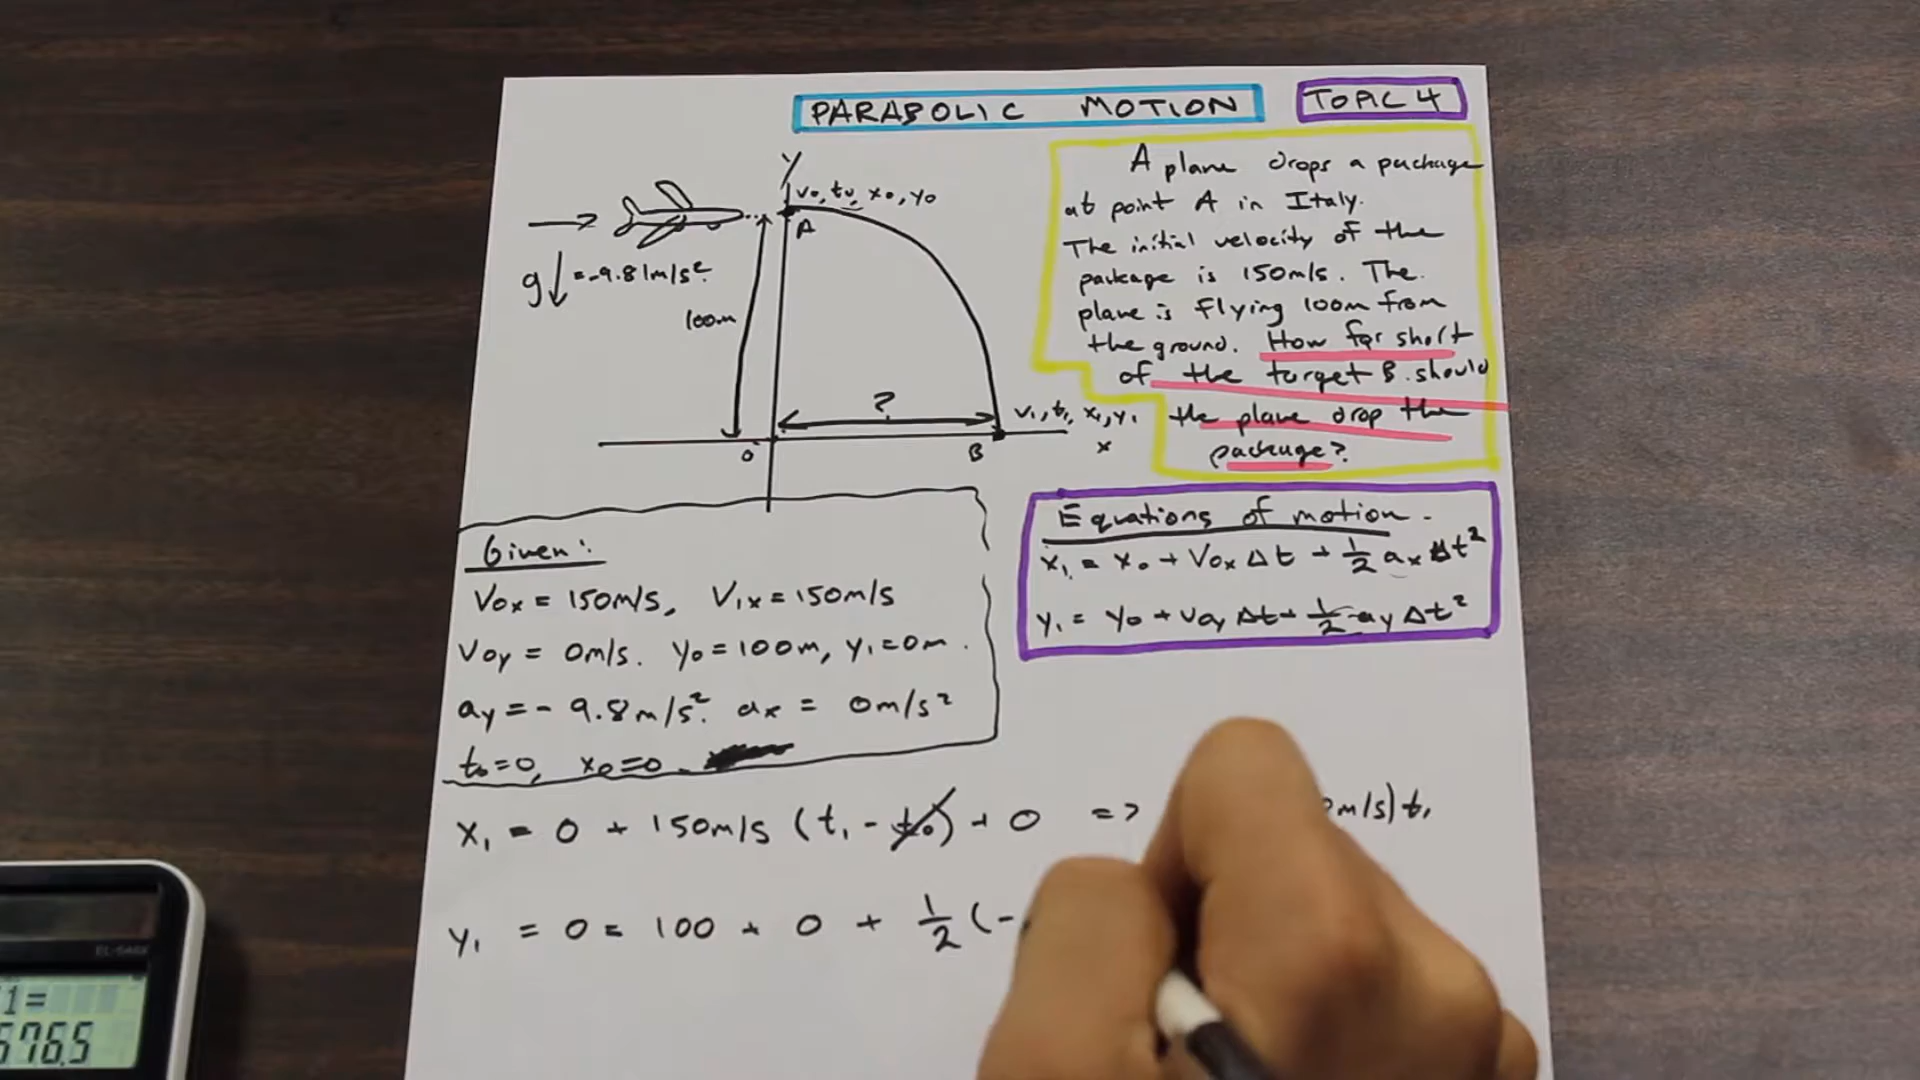 PARABOLIC MOTION
TOPIC 4
y
v0, t0, x0, y0
A
g = -9.81m/s².
100m
?
v1, t1, x1, y1
0
B
x
A plane drops a package
at point A in Italy.
The initial velocity of the
package is 150m/s. The
plane is flying 100m from
the ground. How far short
of the target B should
the plane drop the
package?
Equations of motion.
x1 = x0 + V0x Δt + 1/2 ax Δt²
y1 = y0 + v0y Δt + 1/2 ay Δt²
Given:
V0x = 150m/s, V1x = 150m/s
V0y = 0m/s. y0 = 100m, y1 = 0m.
ay = -9.8m/s². ax = 0m/s²
t0=0, x0=0
x1 = 0 + 150m/s (t1 - t0) + 0 => m/s) t1
y1 = 0 = 100 + 0 + 1/2 (-
1=
576.5